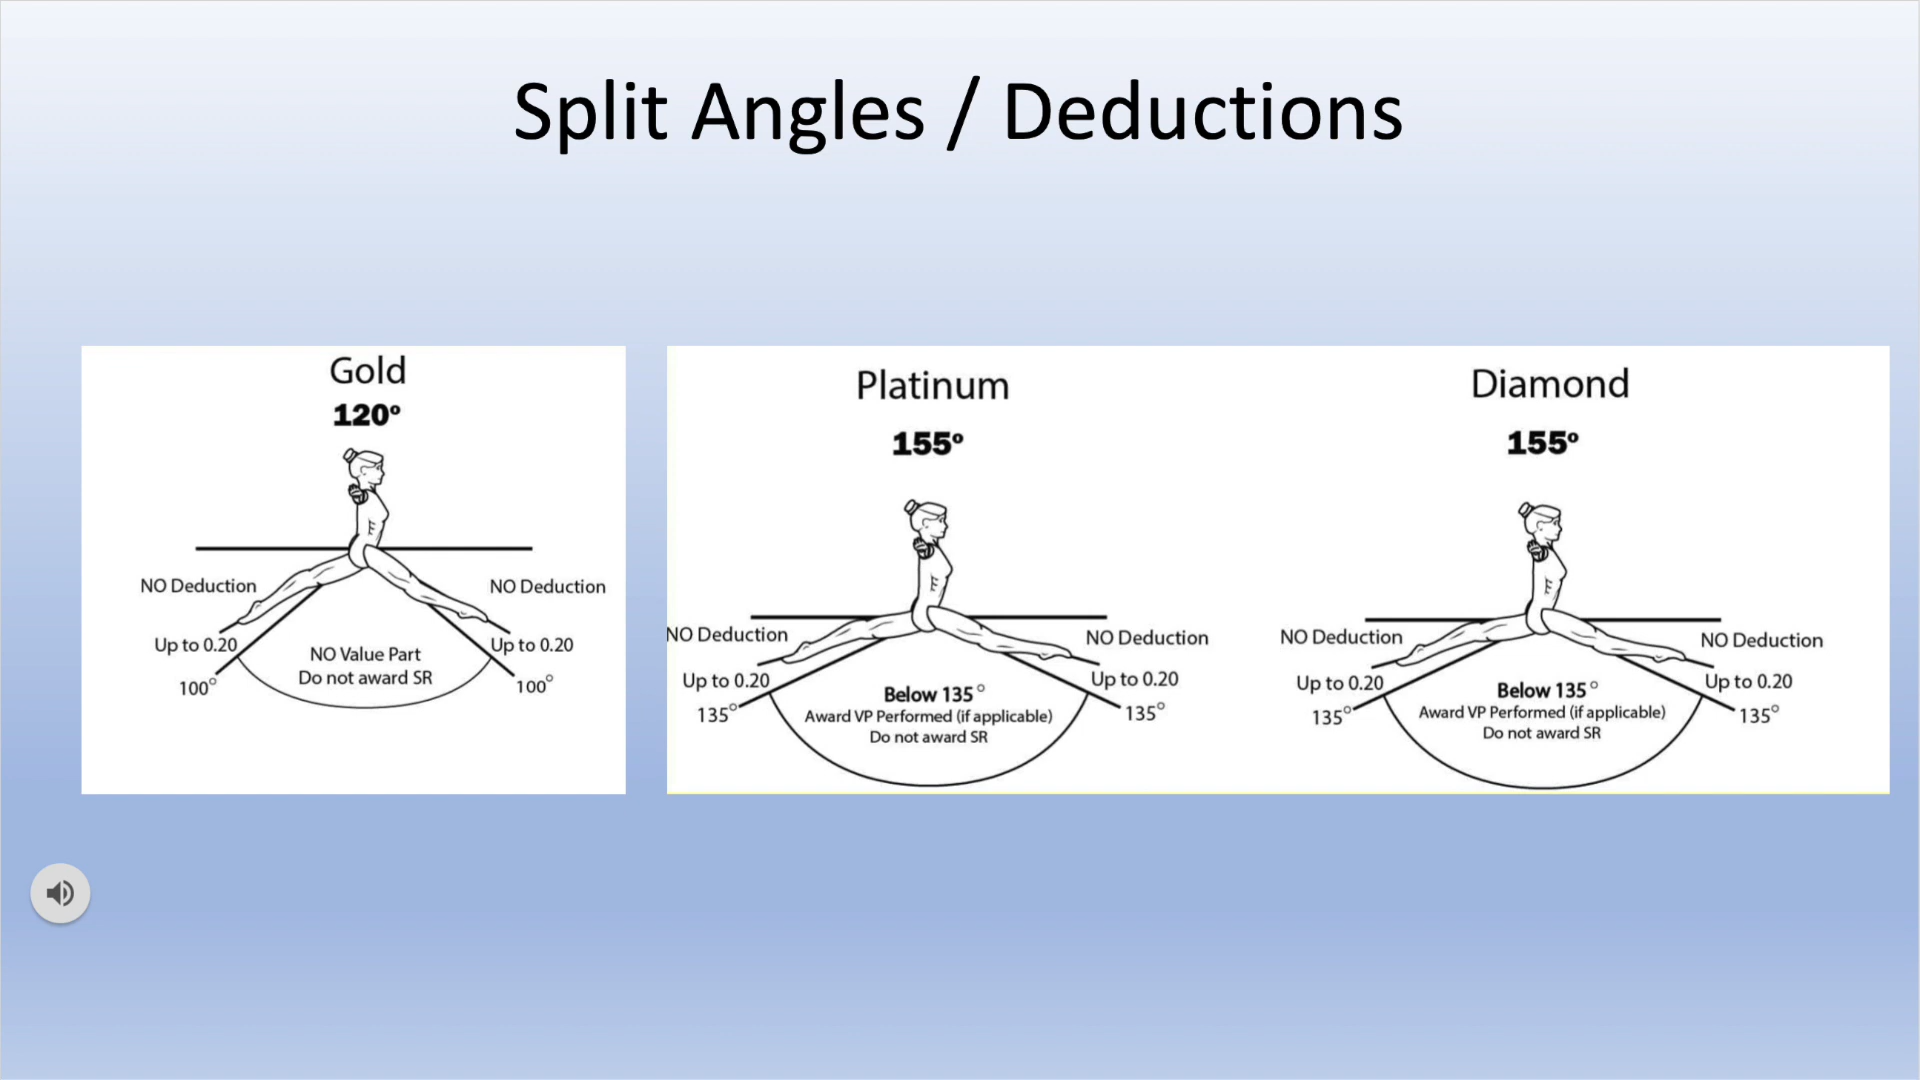 Split Angles / Deductions
Gold
120º
NO Deduction
NO Deduction
Up to 0.20
Up to 0.20
NO Value Part
Do not award SR
100°
100°
Platinum
155º
NO Deduction
NO Deduction
Up to 0.20
Up to 0.20
Below 135°
135°
135°
Award VP Performed (if applicable)
Do not award SR
Diamond
155º
NO Deduction
NO Deduction
Up to 0.20
Up to 0.20
Below 135°
135°
135°
Award VP Performed (if applicable)
Do not award SR